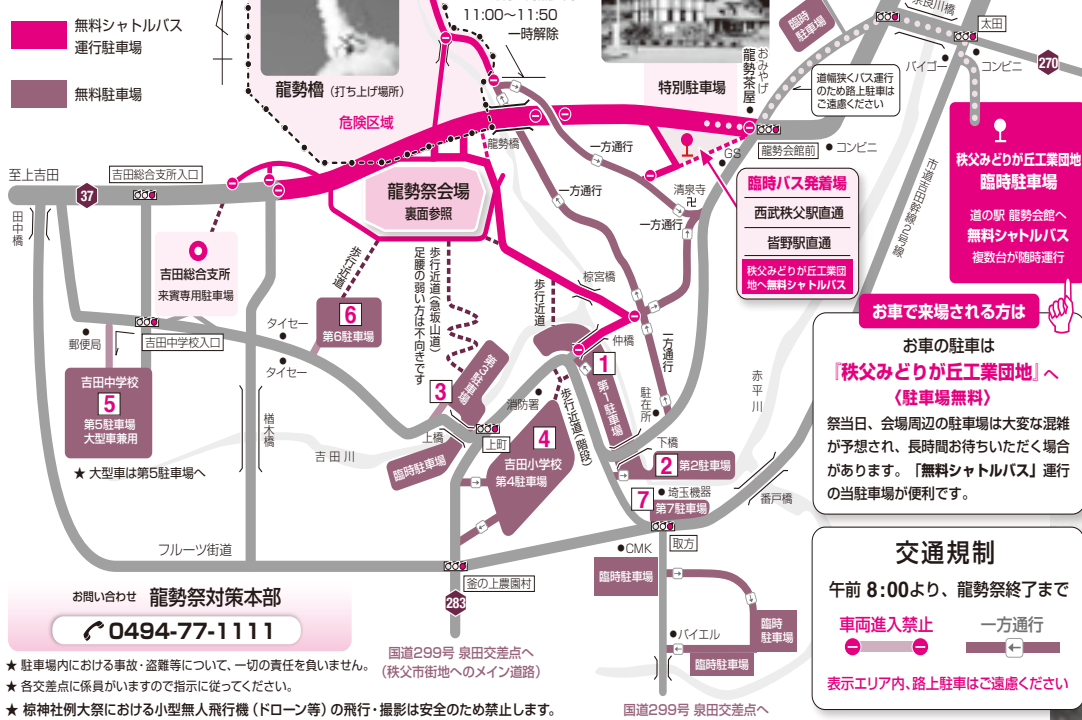 無料シャトルバス
運行駐車場
無料駐車場
11:00〜11:50
一時解除
龍勢櫓（打ち上げ場所）
危険区域
特別駐車場
おみやげ
龍勢茶屋
臨時
駐車場
奈良川橋
太田
バイゴー
コンビニ
270
道幅狭くバス運行
のため路上駐車は
ご遠慮ください
龍勢橋
一方通行
GS
龍勢会館前
コンビニ
至上吉田
37
吉田総合支所入口
田中橋
龍勢祭会場
裏面参照
一方通行
清泉寺
卍
一方通行
臨時バス発着場
西武秩父駅直通
皆野駅直通
秩父みどりが丘工業団
地へ無料シャトルバス
市道吉田幹線2号線
秩父みどりが丘工業団地
臨時駐車場
道の駅 龍勢会館へ
無料シャトルバス
複数台が随時運行
吉田総合支所
来賓専用駐車場
歩行近道
歩行近道（急坂山道）
足腰の弱い方は不向きです
歩行近道
椋宮橋
仲橋
一方通行
6
第6駐車場
タイセー
タイセー
郵便局
吉田中学校入口
吉田中学校
5
第5駐車場
大型車兼用
★ 大型車は第5駐車場へ
楢木橋
吉田川
3
第3駐車場
上橋
上町
臨時駐車場
消防署
4
吉田小学校
第4駐車場
歩行近道（階段）
1
第1駐車場
駐在所
下橋
2
第2駐車場
7
埼玉機器
第7駐車場
赤平川
番戸橋
取方
フルーツ街道
釜の上農園村
283
CMK
臨時駐車場
臨時
駐車場
バイエル
臨時駐車場
国道299号 泉田交差点へ
（秩父市街地へのメイン道路）
国道299号 泉田交差点へ
お車で来場される方は
お車の駐車は
『秩父みどりが丘工業団地』へ
〈駐車場無料〉
祭当日、会場周辺の駐車場は大変な混雑
が予想され、長時間お待ちいただく場合
があります。「無料シャトルバス」運行
の当駐車場が便利です。
交通規制
午前 8:00より、龍勢祭終了まで
車両進入禁止
一方通行
表示エリア内、路上駐車はご遠慮ください
お問い合わせ 龍勢祭対策本部
0494-77-1111
★ 駐車場内における事故・盗難等について、一切の責任を負いません。
★ 各交差点に係員がいますので指示に従ってください。
★ 椋神社例大祭における小型無人飛行機（ドローン等）の飛行・撮影は安全のため禁止します。